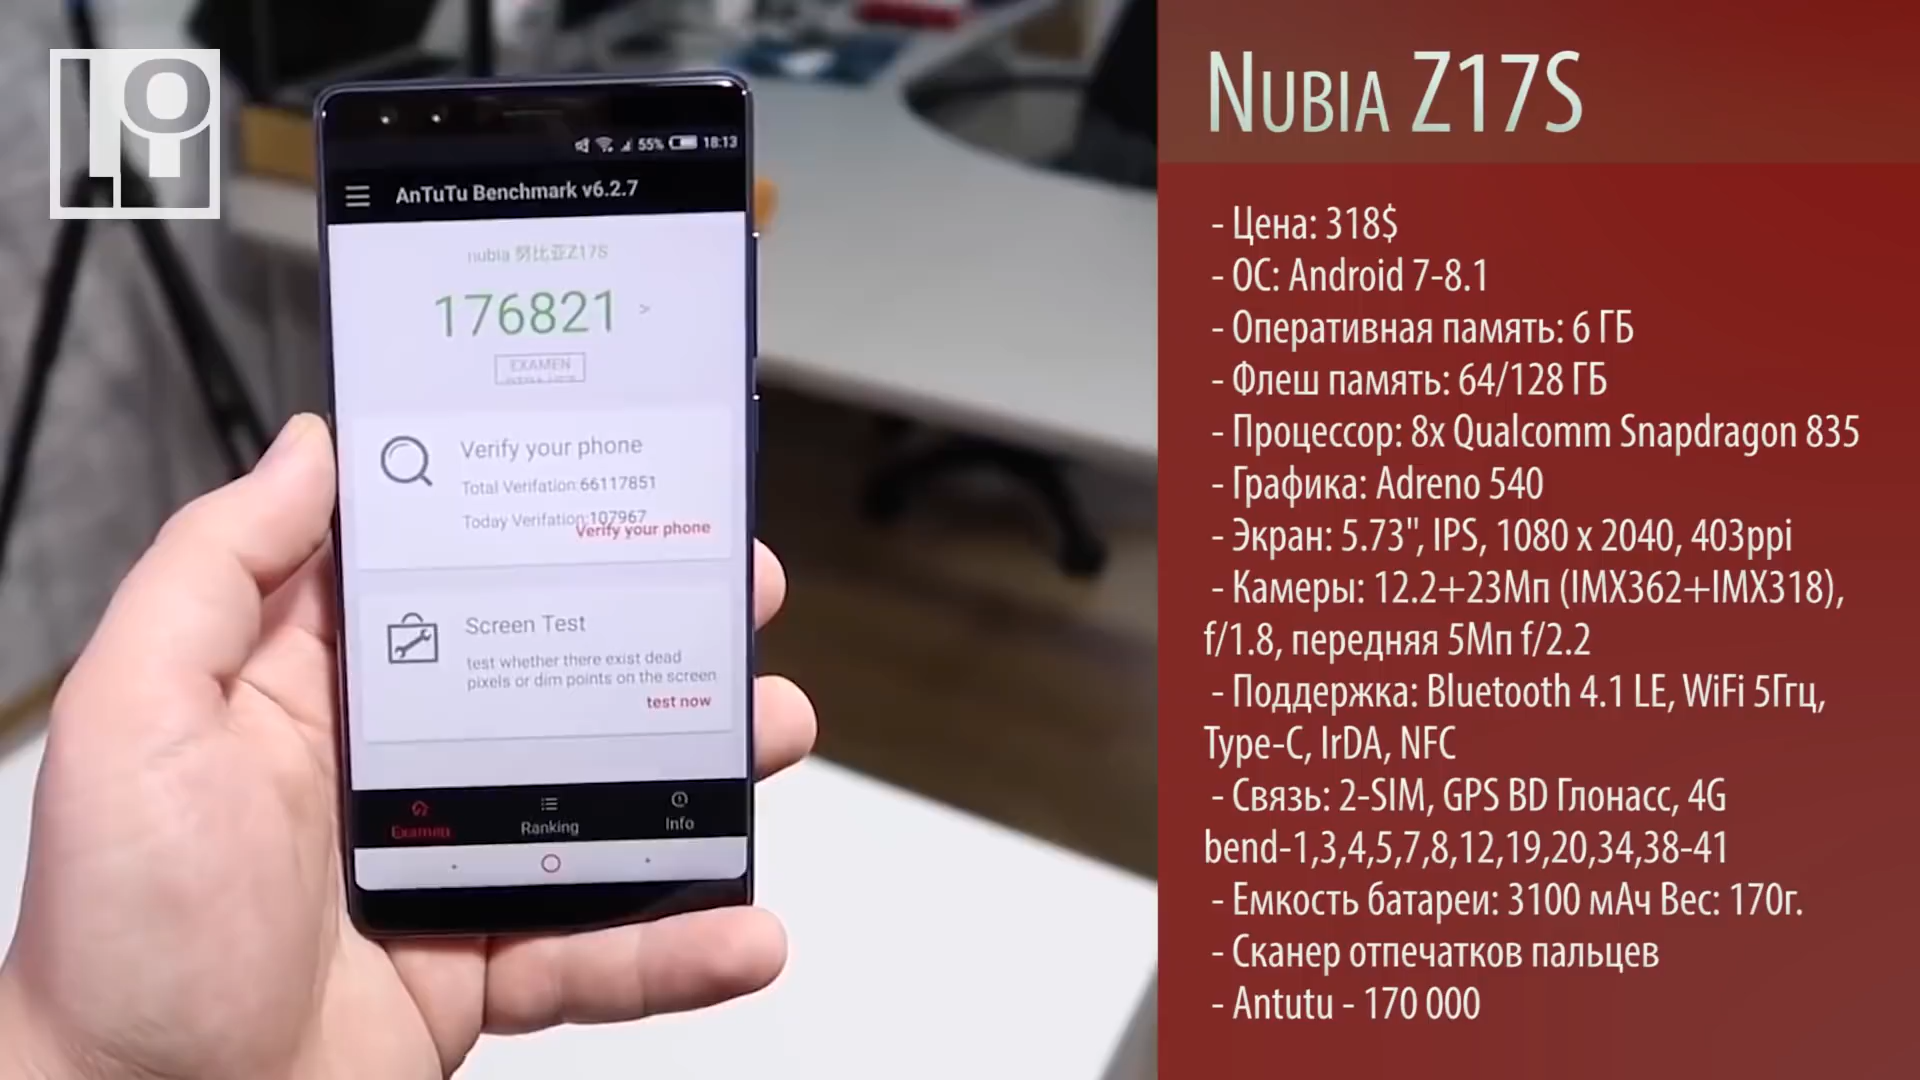 18:13
55%
AnTuTu Benchmark v6.2.7
nubia 努比亚Z17S
176821 >
EXAMEN
Verify your phone
Total Verifation:66117851
Today Verifation:107967
Verify your phone
Screen Test
test whether there exist dead
pixels or dim points on the screen
test now
Examen
Ranking
Info
Nubia Z17S
- Цена: 318$
- ОС: Android 7-8.1
- Оперативная память: 6 ГБ
- Флеш память: 64/128 ГБ
- Процессор: 8x Qualcomm Snapdragon 835
- Графика: Adreno 540
- Экран: 5.73", IPS, 1080 x 2040, 403ppi
- Камеры: 12.2+23Мп (IMX362+IMX318),
f/1.8, передняя 5Мп f/2.2
- Поддержка: Bluetooth 4.1 LE, WiFi 5Ггц,
Type-C, IrDA, NFC
- Связь: 2-SIM, GPS BD Глонасс, 4G
bend-1,3,4,5,7,8,12,19,20,34,38-41
- Емкость батареи: 3100 мАч Вес: 170г.
- Сканер отпечатков пальцев
- Antutu - 170 000